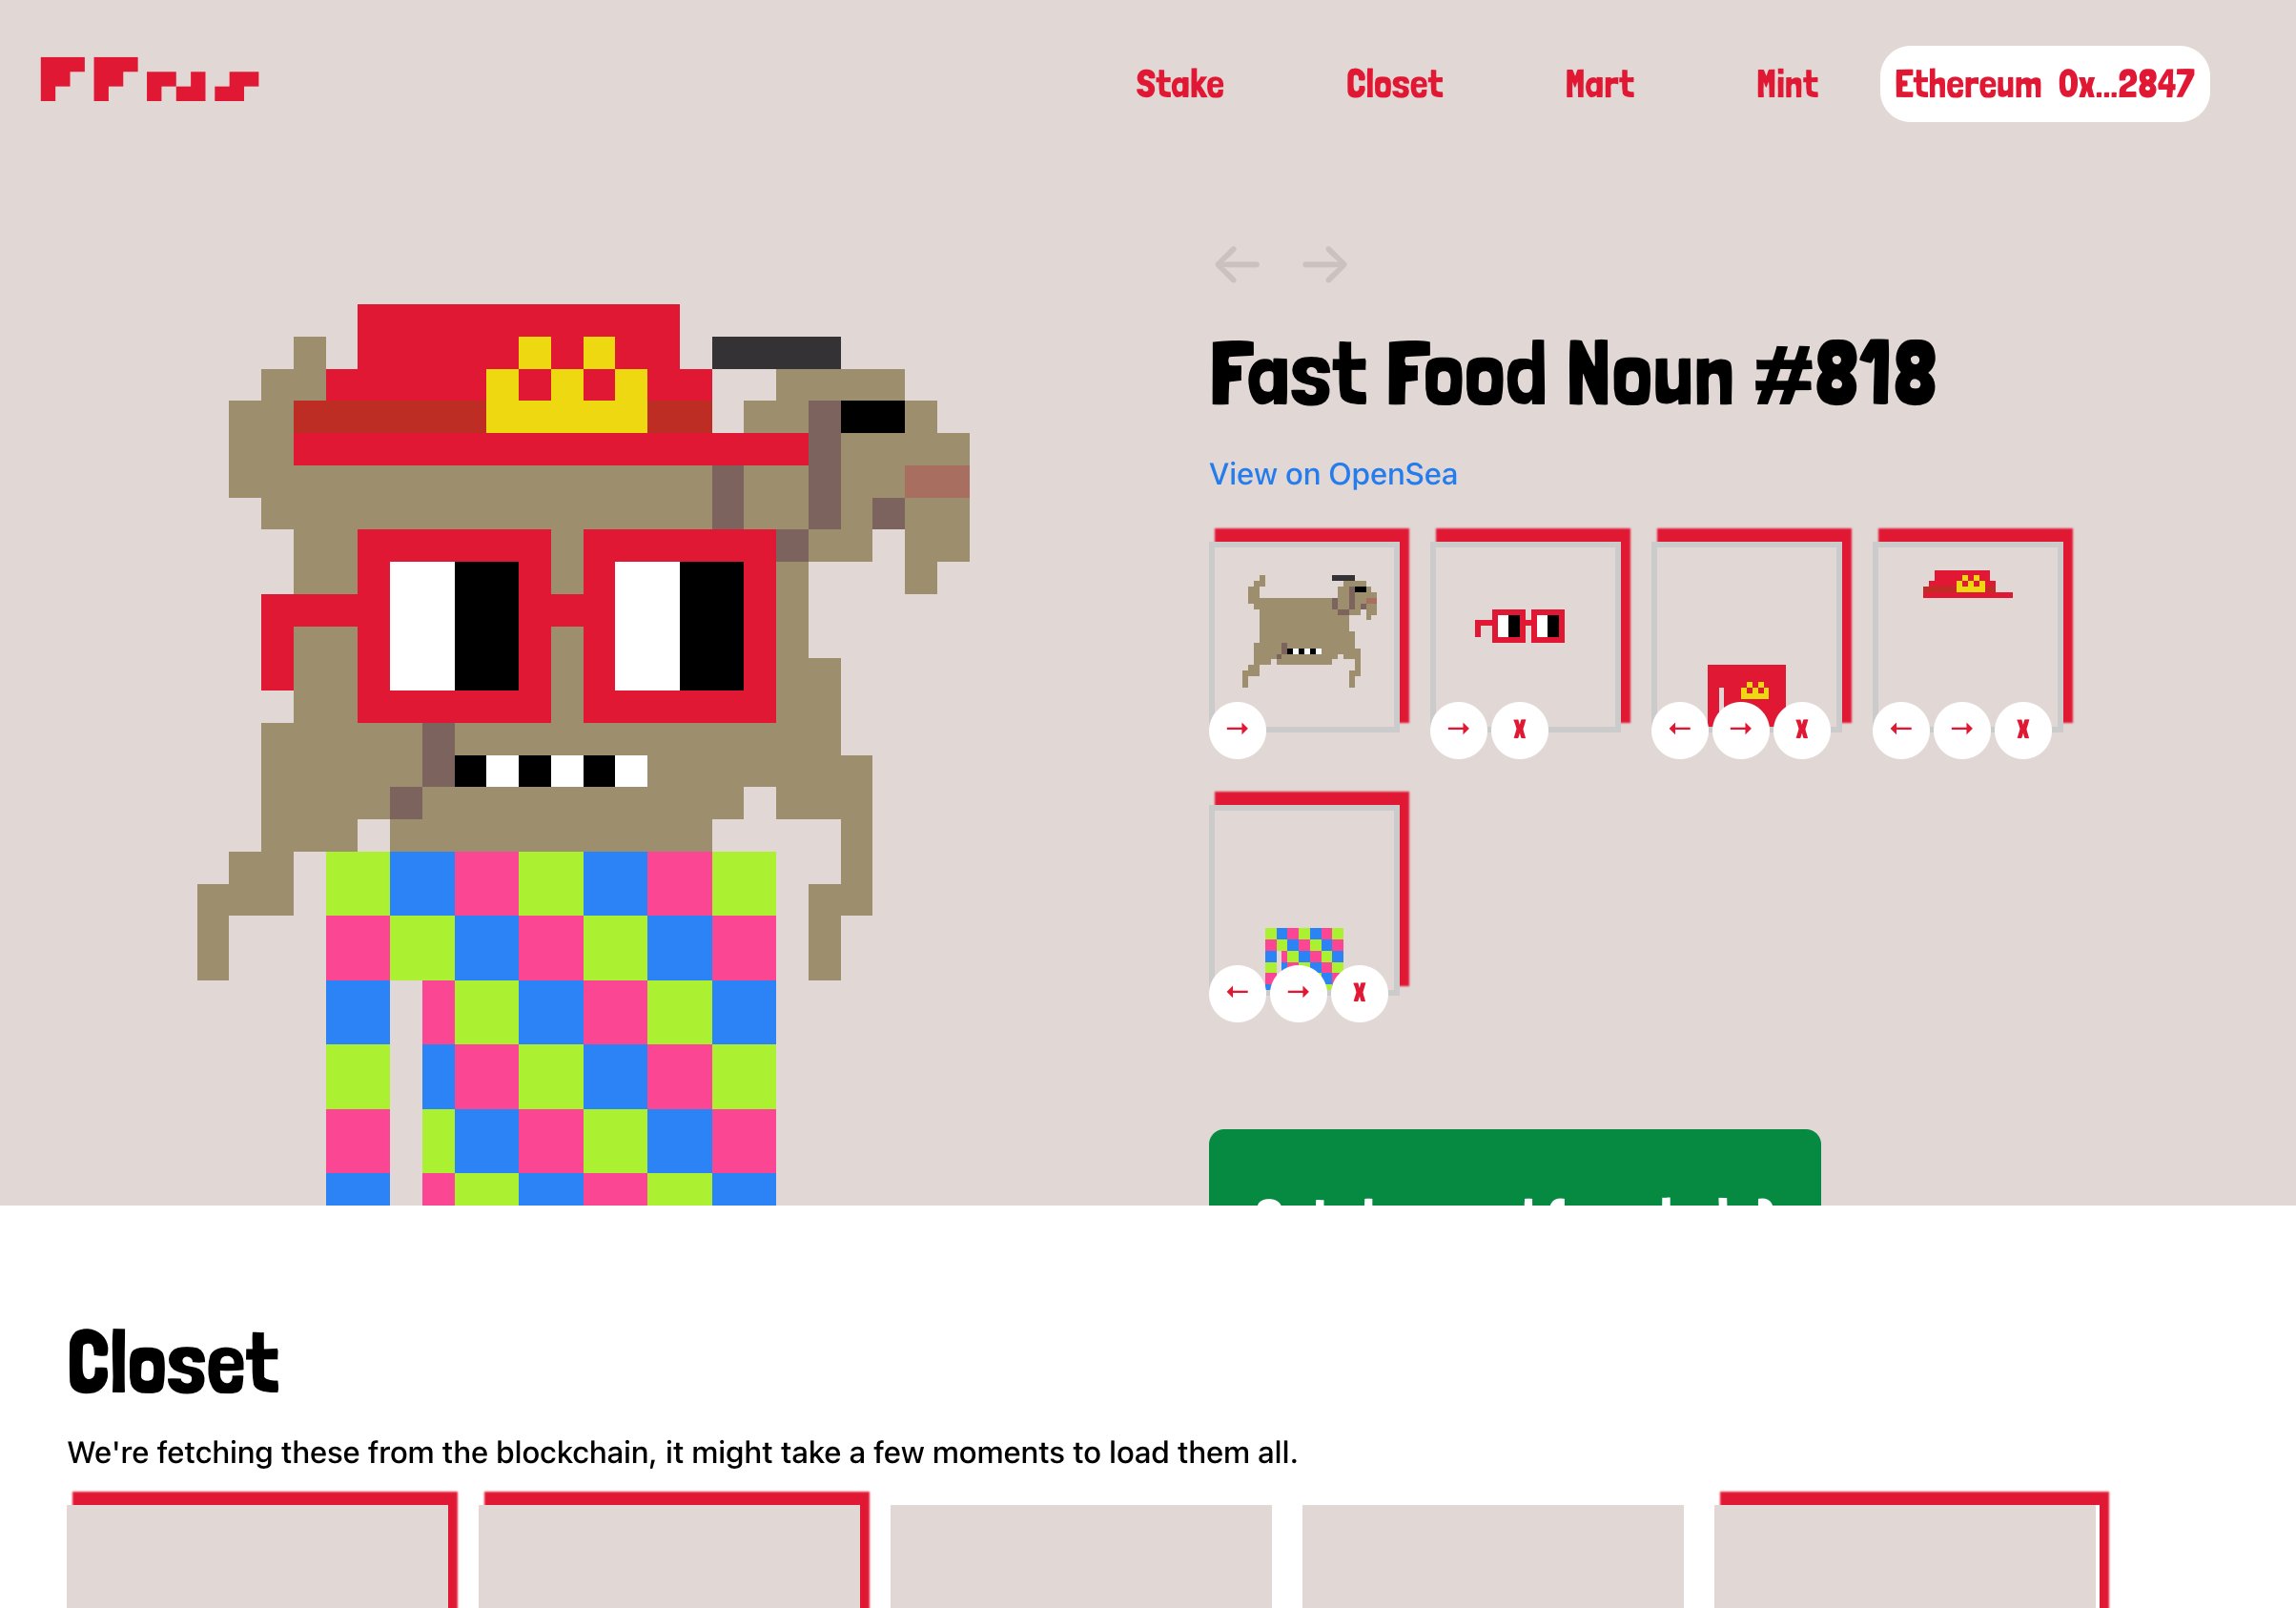 Stake Closet Mart Mint Ethereum 0x...2847
Fast Food Noun #818
View on OpenSea
→
→ X
← → X
← → X
← → X
Closet
We're fetching these from the blockchain, it might take a few moments to load them all.